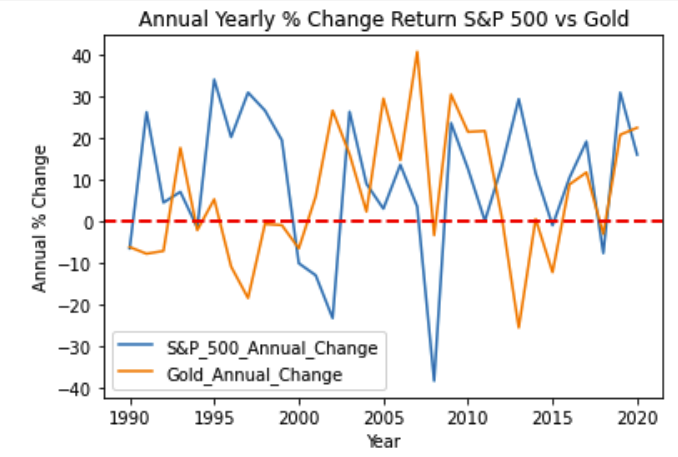 Annual Yearly % Change Return S&P 500 vs Gold
40
30
20
10
0
−10
−20
−30
−40
Annual % Change
S&P_500_Annual_Change
Gold_Annual_Change
1990 1995 2000 2005 2010 2015 2020
Year